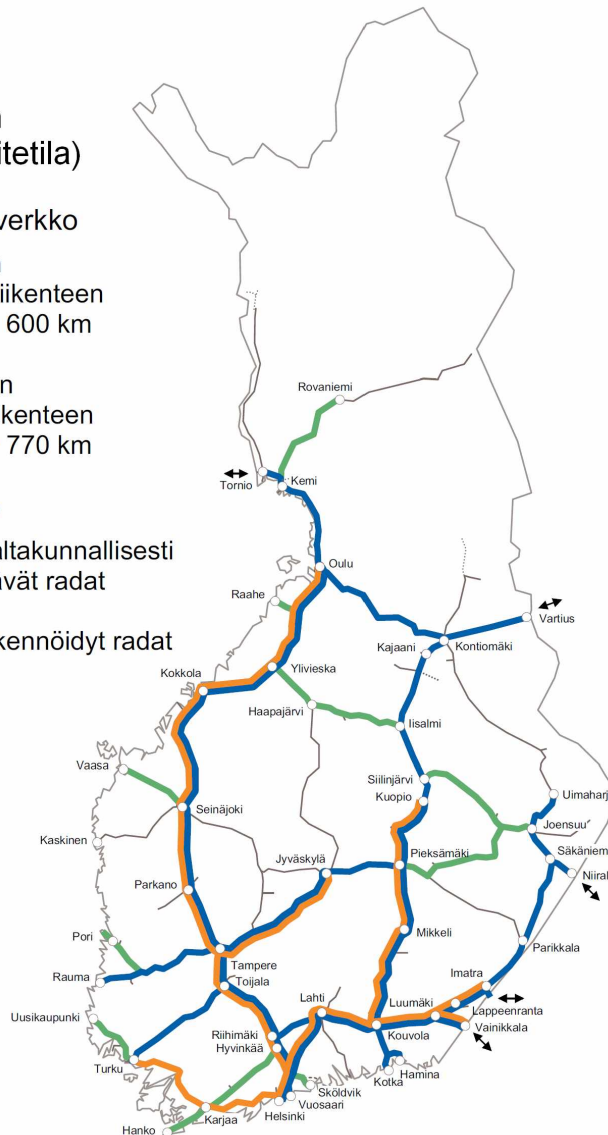 itetila)
verkko
iikenteen
600 km
en
kenteen
770 km
altakunnallisesti
ävät radat
kennöidyt radat
Rovaniemi
Tornio
Kemi
Oulu
Raahe
Vartius
Kajaani
Kontiomäki
Kokkola
Ylivieska
Haapajärvi
Iisalmi
Vaasa
Siilinjärvi
Kuopio
Uimaharj
Seinäjoki
Joensuu
Kaskinen
Jyväskylä
Pieksämäki
Säkäniem
Niiral
Parkano
Pori
Mikkeli
Parikkala
Tampere
Rauma
Toijala
Imatra
Uusikaupunki
Lahti
Luumäki
Lappeenranta
Riihimäki
Kouvola
Vainikkala
Hyvinkää
Turku
Sköldvik
Hamina
Kotka
Vuosaari
Helsinki
Karjaa
Hanko